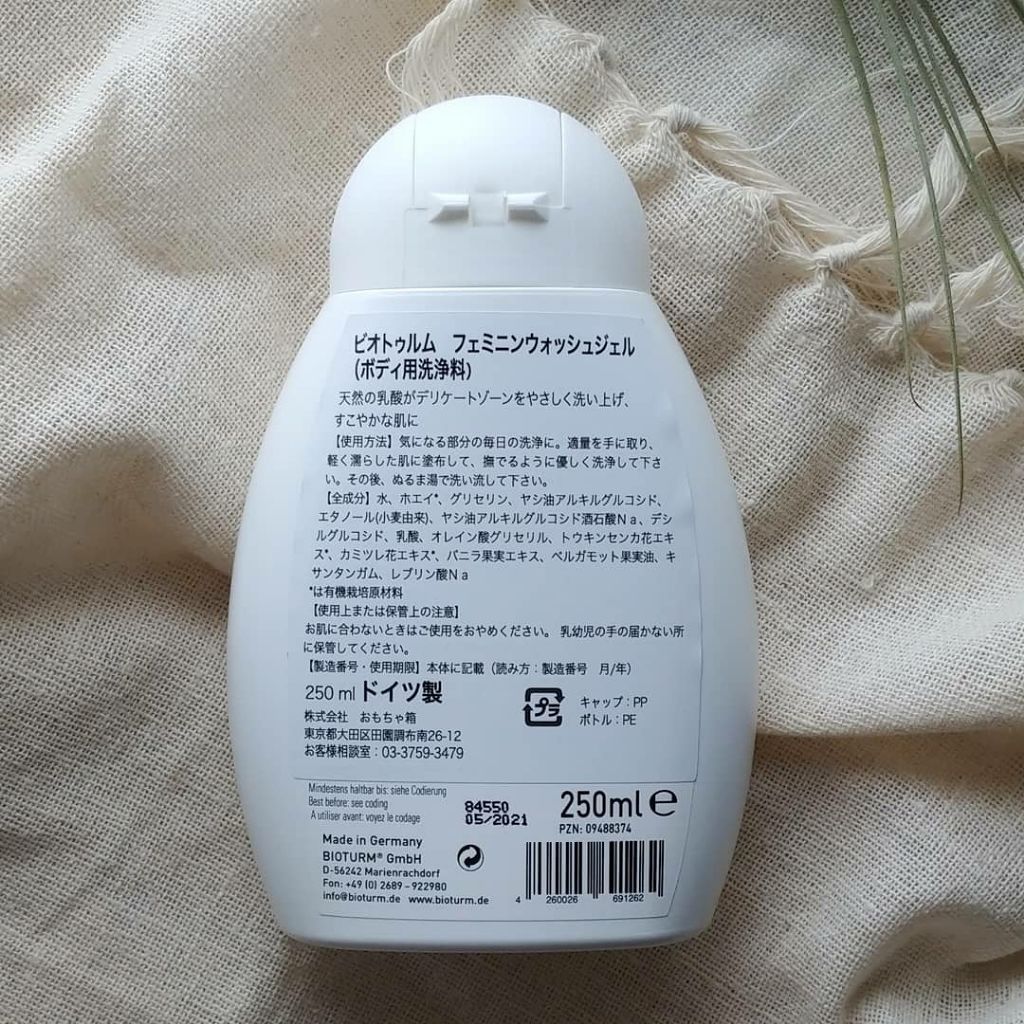 ビオトゥルム　フェミニンウォッシュジェル
(ボディ用洗浄料)
天然の乳酸がデリケートゾーンをやさしく洗い上げ、
すこやかな肌に
【使用方法】気になる部分の毎日の洗浄に。適量を手に取り、
軽く濡らした肌に塗布して、撫でるように優しく洗浄して下さ
い。その後、ぬるま湯で洗い流して下さい。
【全成分】水、ホエイ*、グリセリン、ヤシ油アルキルグルコシド、
エタノール(小麦由来)、ヤシ油アルキルグルコシド酒石酸Ｎａ、デシ
ルグルコシド、乳酸、オレイン酸グリセリル、トウキンセンカ花エキ
ス*、カミツレ花エキス*、バニラ果実エキス、ベルガモット果実油、キ
サンタンガム、レブリン酸Ｎａ
*は有機栽培原材料
【使用上または保管上の注意】
お肌に合わないときはご使用をおやめください。 乳幼児の手の届かない所
に保管してください。
【製造番号・使用期限】本体に記載（読み方：製造番号　月/年）
250 ml ドイツ製
プラ
キャップ：PP
ボトル：PE
株式会社　おもちゃ箱
東京都大田区田園調布南26-12
お客様相談室：03-3759-3479
Mindestens haltbar bis: siehe Codierung
Best before: see coding
A utiliser avant: voyez le codage
84550
05/2021
250ml e
PZN: 09488374
Made in Germany
BIOTURM® GmbH
D-56242 Marienrachdorf
Fon: +49 (0) 2689 - 922980
info@bioturm.de www.bioturm.de
4 260026 691262